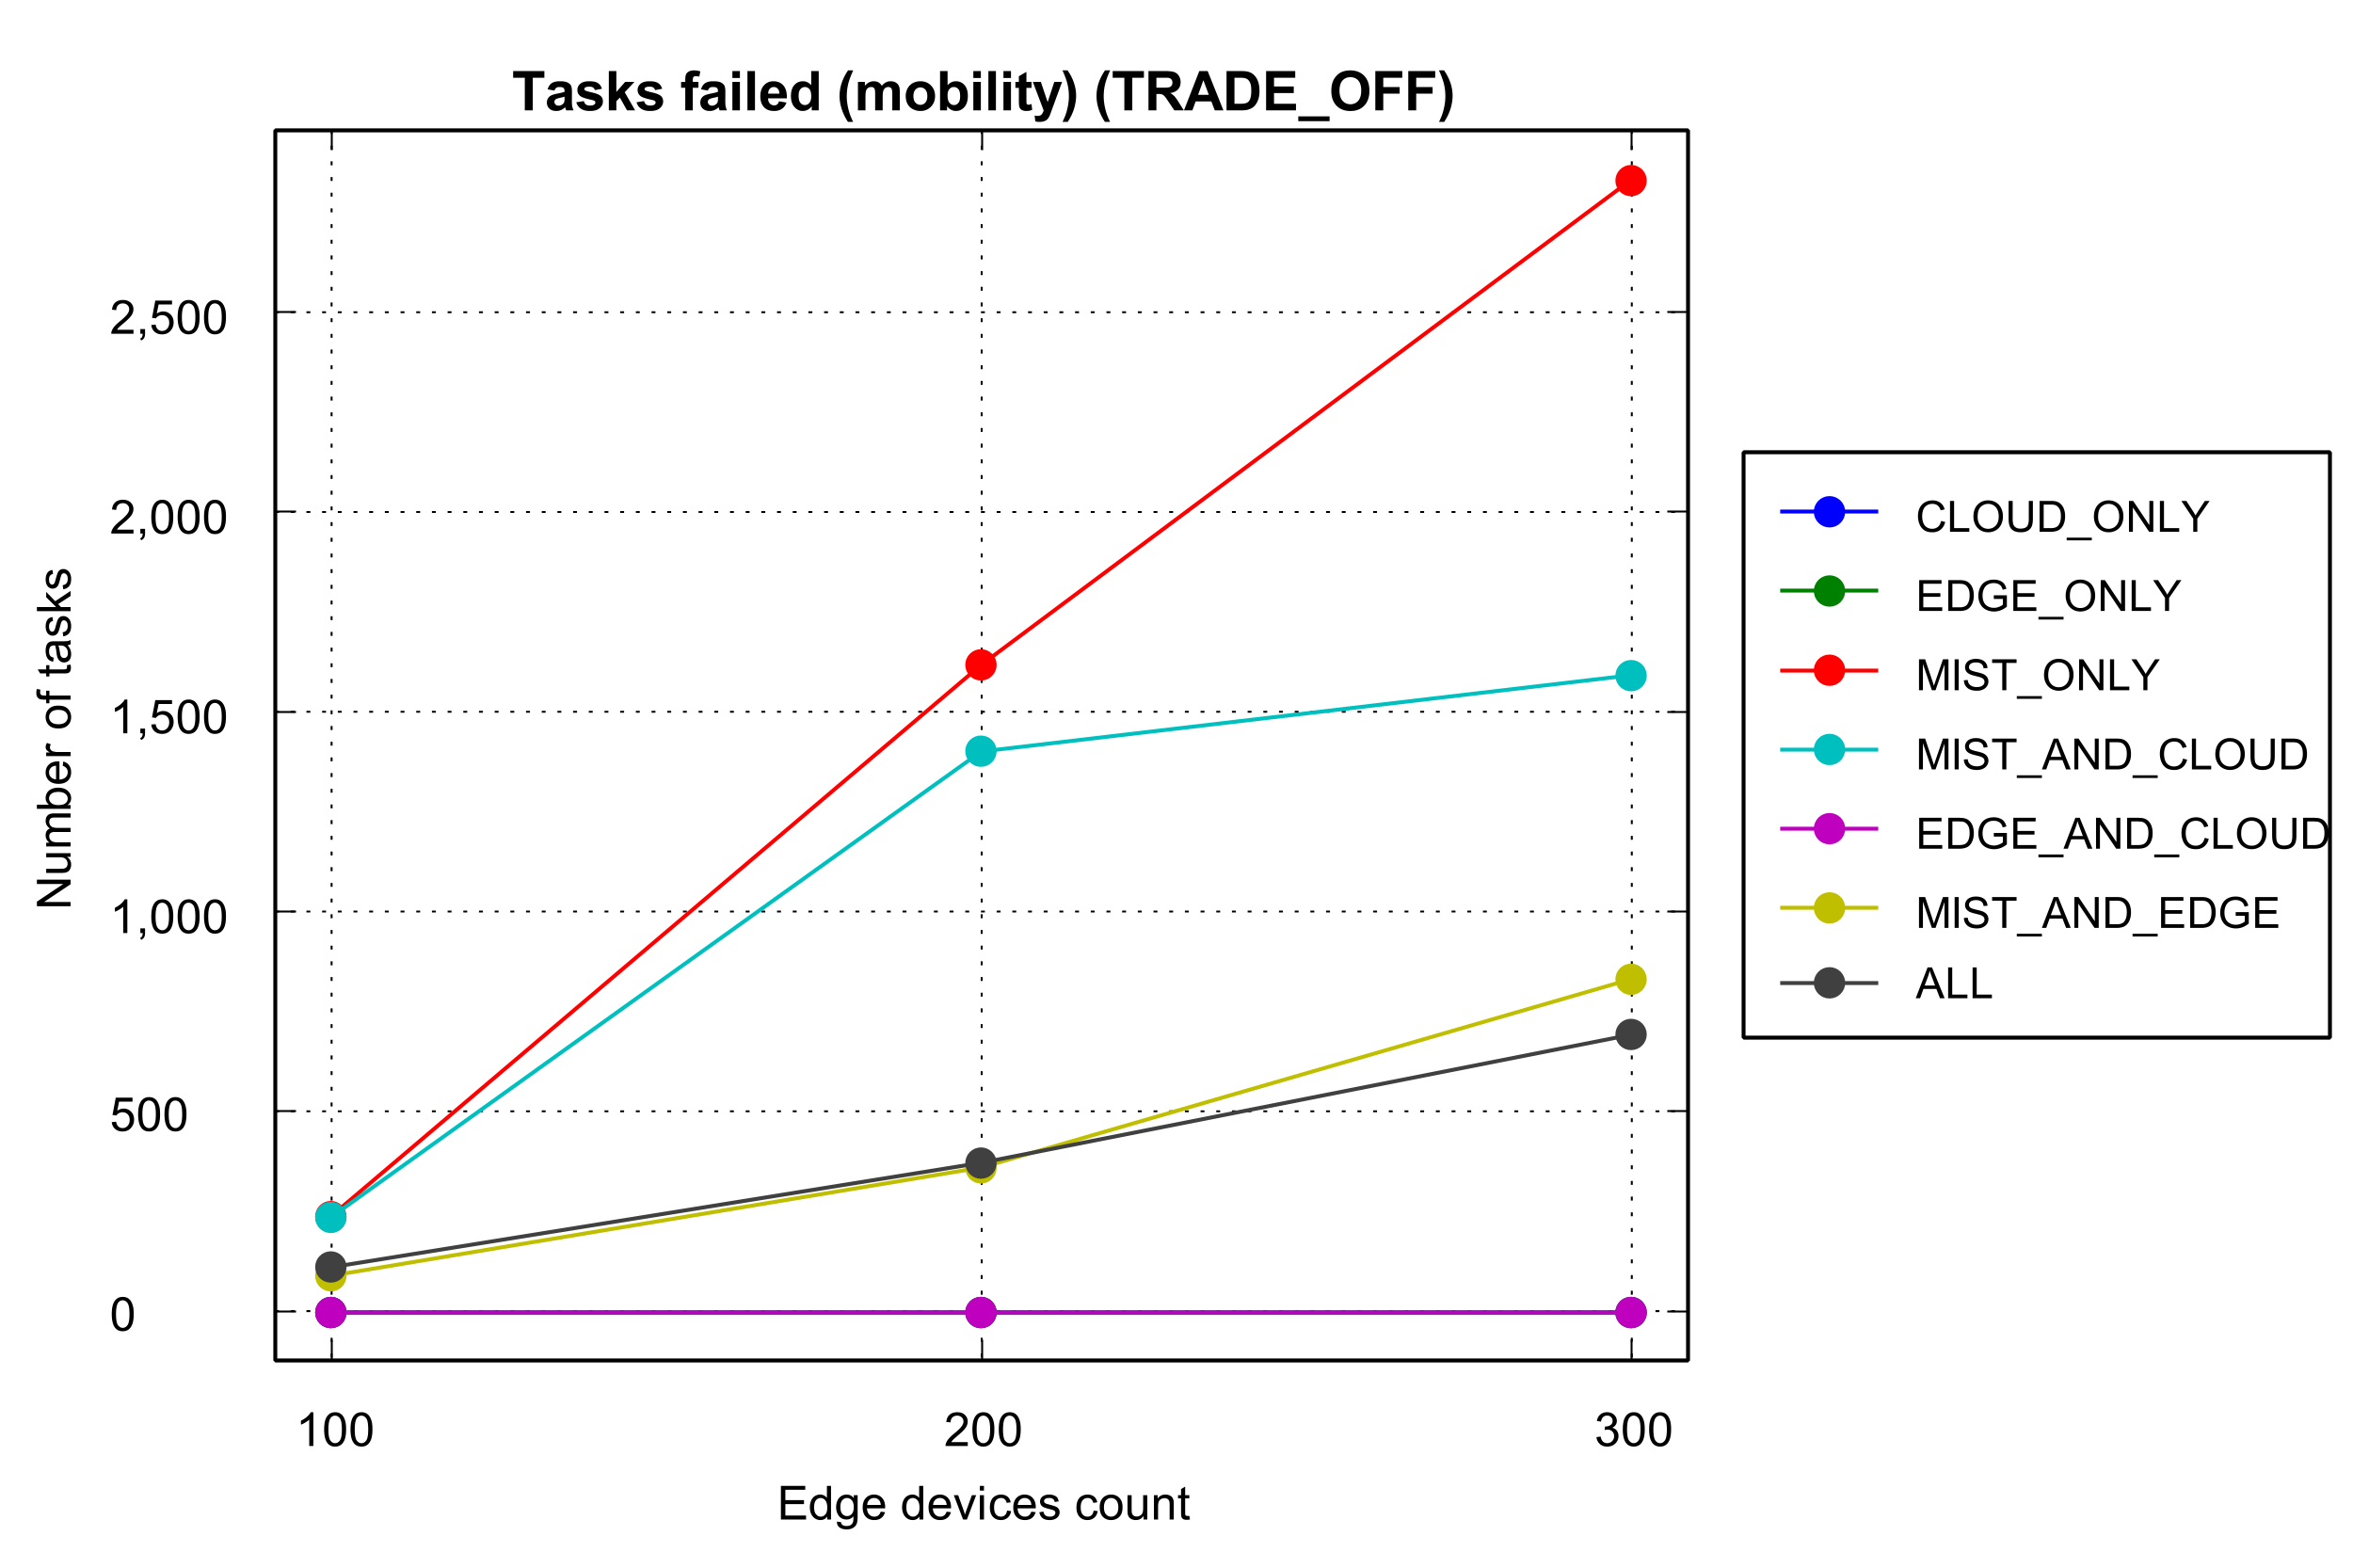 Tasks failed (mobility) (TRADE_OFF)
2,500
2,000
1,500
1,000
500
0
Number of tasks
100
200
300
Edge devices count
CLOUD_ONLY
EDGE_ONLY
MIST_ONLY
MIST_AND_CLOUD
EDGE_AND_CLOUD
MIST_AND_EDGE
ALL